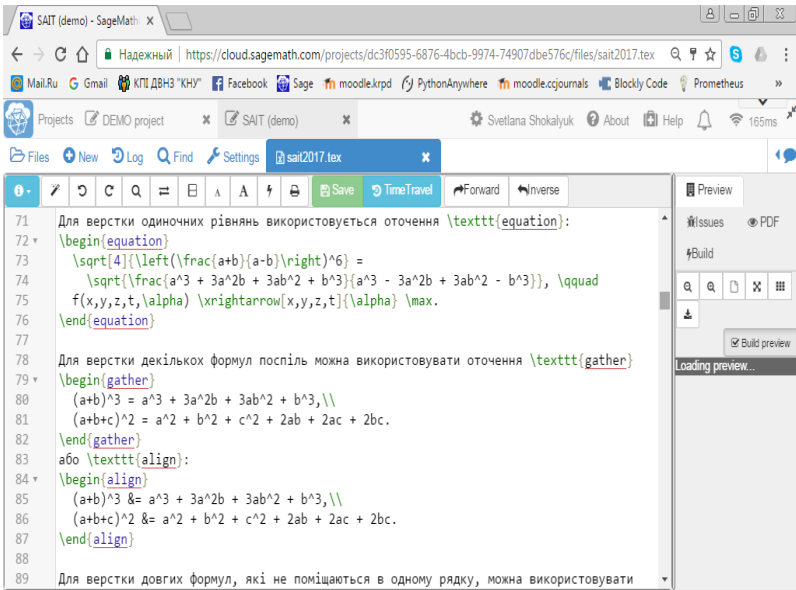 SAIT (demo) - SageMath
Надежный | https://cloud.sagemath.com/projects/dc3f0595-6876-4bcb-9974-74907dbe576c/files/sait2017.tex
Mail.Ru Gmail КПІ ДВНЗ "КНУ" Facebook Sage moodle.krpd PythonAnywhere moodle.ccjournals Blockly Code Prometheus »
Projects DEMO project SAIT (demo) Svetlana Shokalyuk About Help 165ms
Files New Log Find Settings sait2017.tex
A A Save TimeTravel Forward Inverse Preview
Issues PDF
Build
Build preview
Loading preview...
71 Для верстки одиночних рівнянь використовується оточення \texttt{equation}:
72 \begin{equation}
73 \sqrt[4]{\left(\frac{a+b}{a-b}\right)^6} =
74 \sqrt{\frac{a^3 + 3a^2b + 3ab^2 + b^3}{a^3 - 3a^2b + 3ab^2 - b^3}}, \qquad
75 f(x,y,z,t,\alpha) \xrightarrow[x,y,z,t]{\alpha} \max.
76 \end{equation}
77
78 Для верстки декількох формул поспіль можна використовувати оточення \texttt{gather}
79 \begin{gather}
80 (a+b)^3 = a^3 + 3a^2b + 3ab^2 + b^3,\\
81 (a+b+c)^2 = a^2 + b^2 + c^2 + 2ab + 2ac + 2bc.
82 \end{gather}
83 або \texttt{align}:
84 \begin{align}
85 (a+b)^3 &= a^3 + 3a^2b + 3ab^2 + b^3,\\
86 (a+b+c)^2 &= a^2 + b^2 + c^2 + 2ab + 2ac + 2bc.
87 \end{align}
88
89 Для верстки довгих формул, які не поміщаються в одному рядку, можна використовувати